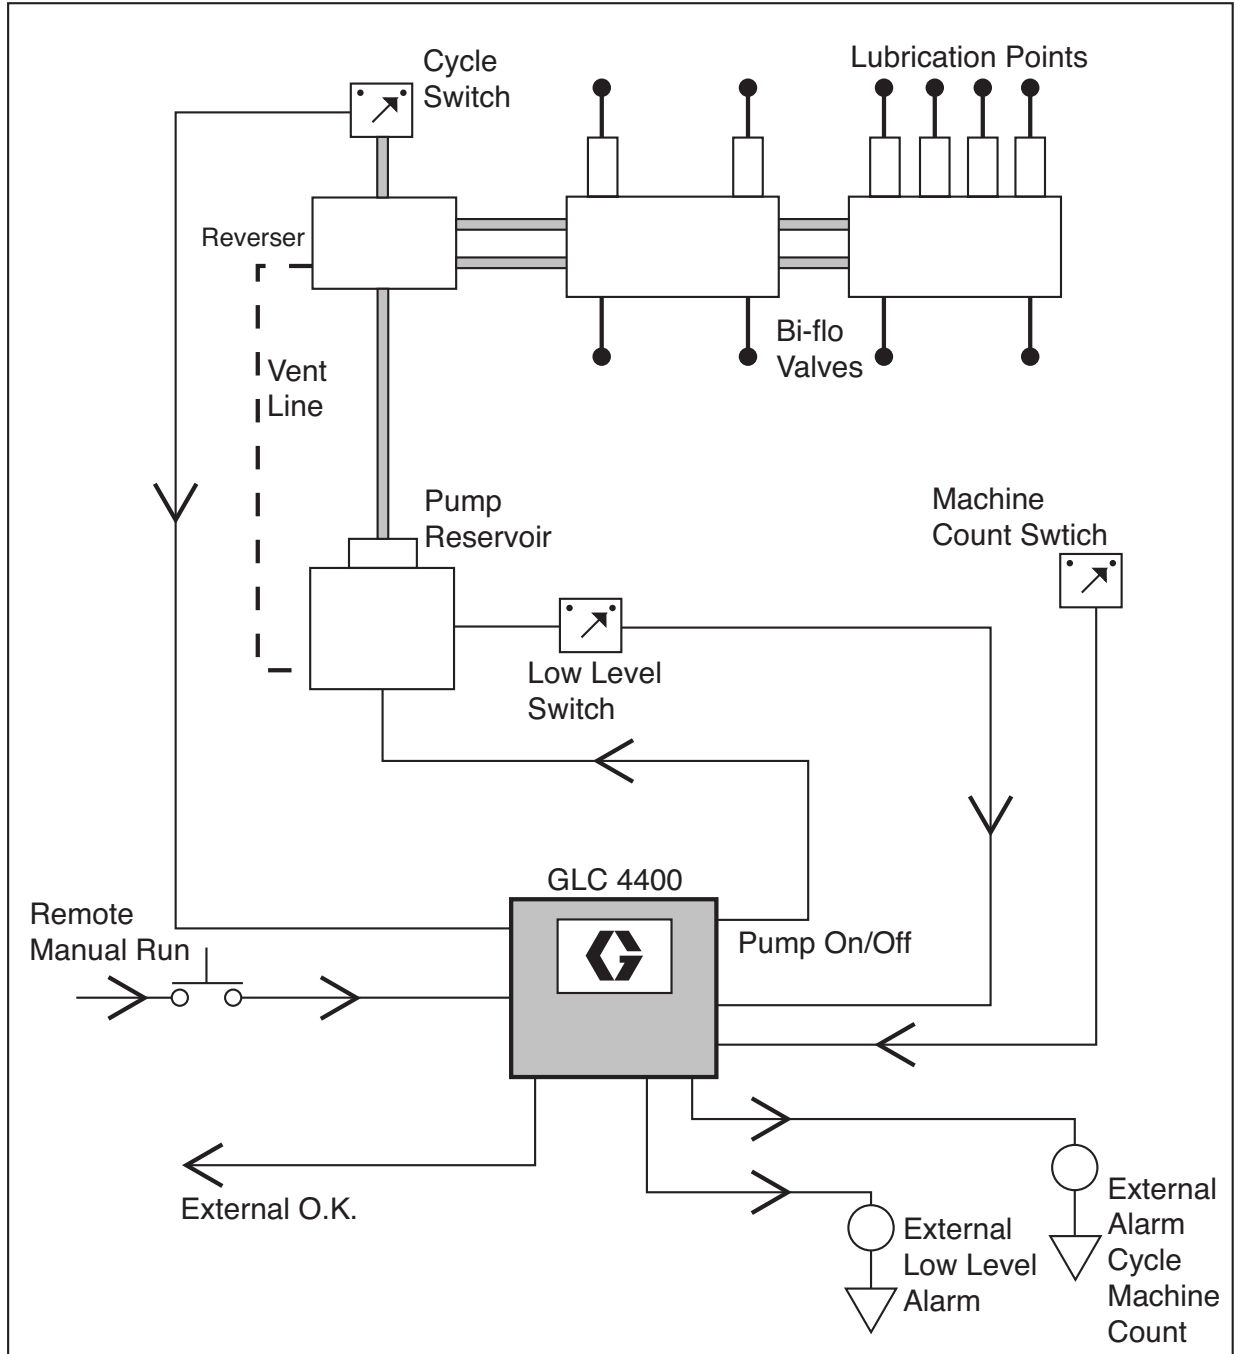 Cycle
Switch
Lubrication Points
Reverser
Bi-flo
Valves
Vent
Line
Pump
Reservoir
Machine
Count Swtich
Low Level
Switch
GLC 4400
Remote
Manual Run
Pump On/Off
External O.K.
External
Low Level
Alarm
External
Alarm
Cycle
Machine
Count